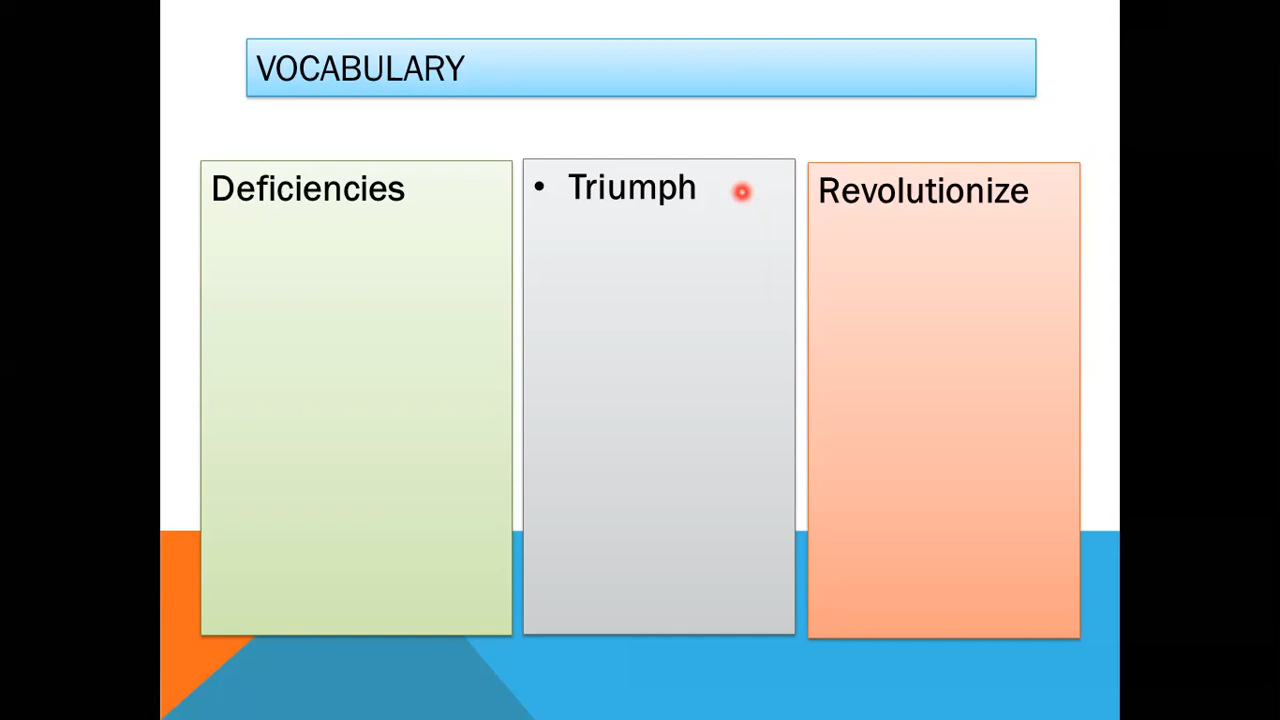 VOCABULARY
Deficiencies
• Triumph
Revolutionize